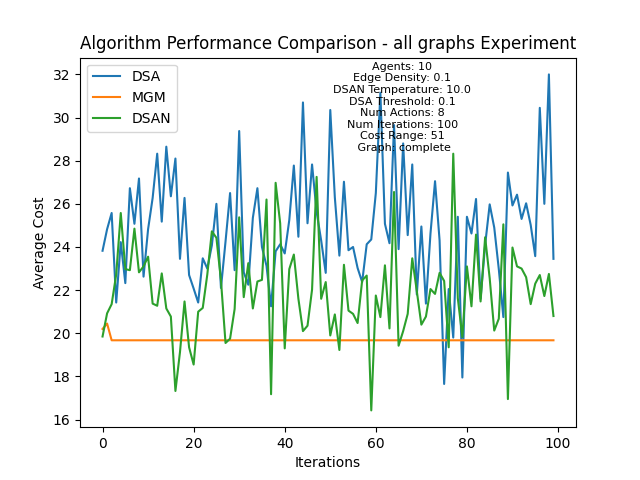 Algorithm Performance Comparison - all graphs Experiment
DSA
MGM
DSAN
Agents: 10
Edge Density: 0.1
DSAN Temperature: 10.0
DSA Threshold: 0.1
Num Actions: 8
Num Iterations: 100
Cost Range: 51
Graph: complete
Average Cost
32
30
28
26
24
22
20
18
16
0
20
40
60
80
100
Iterations